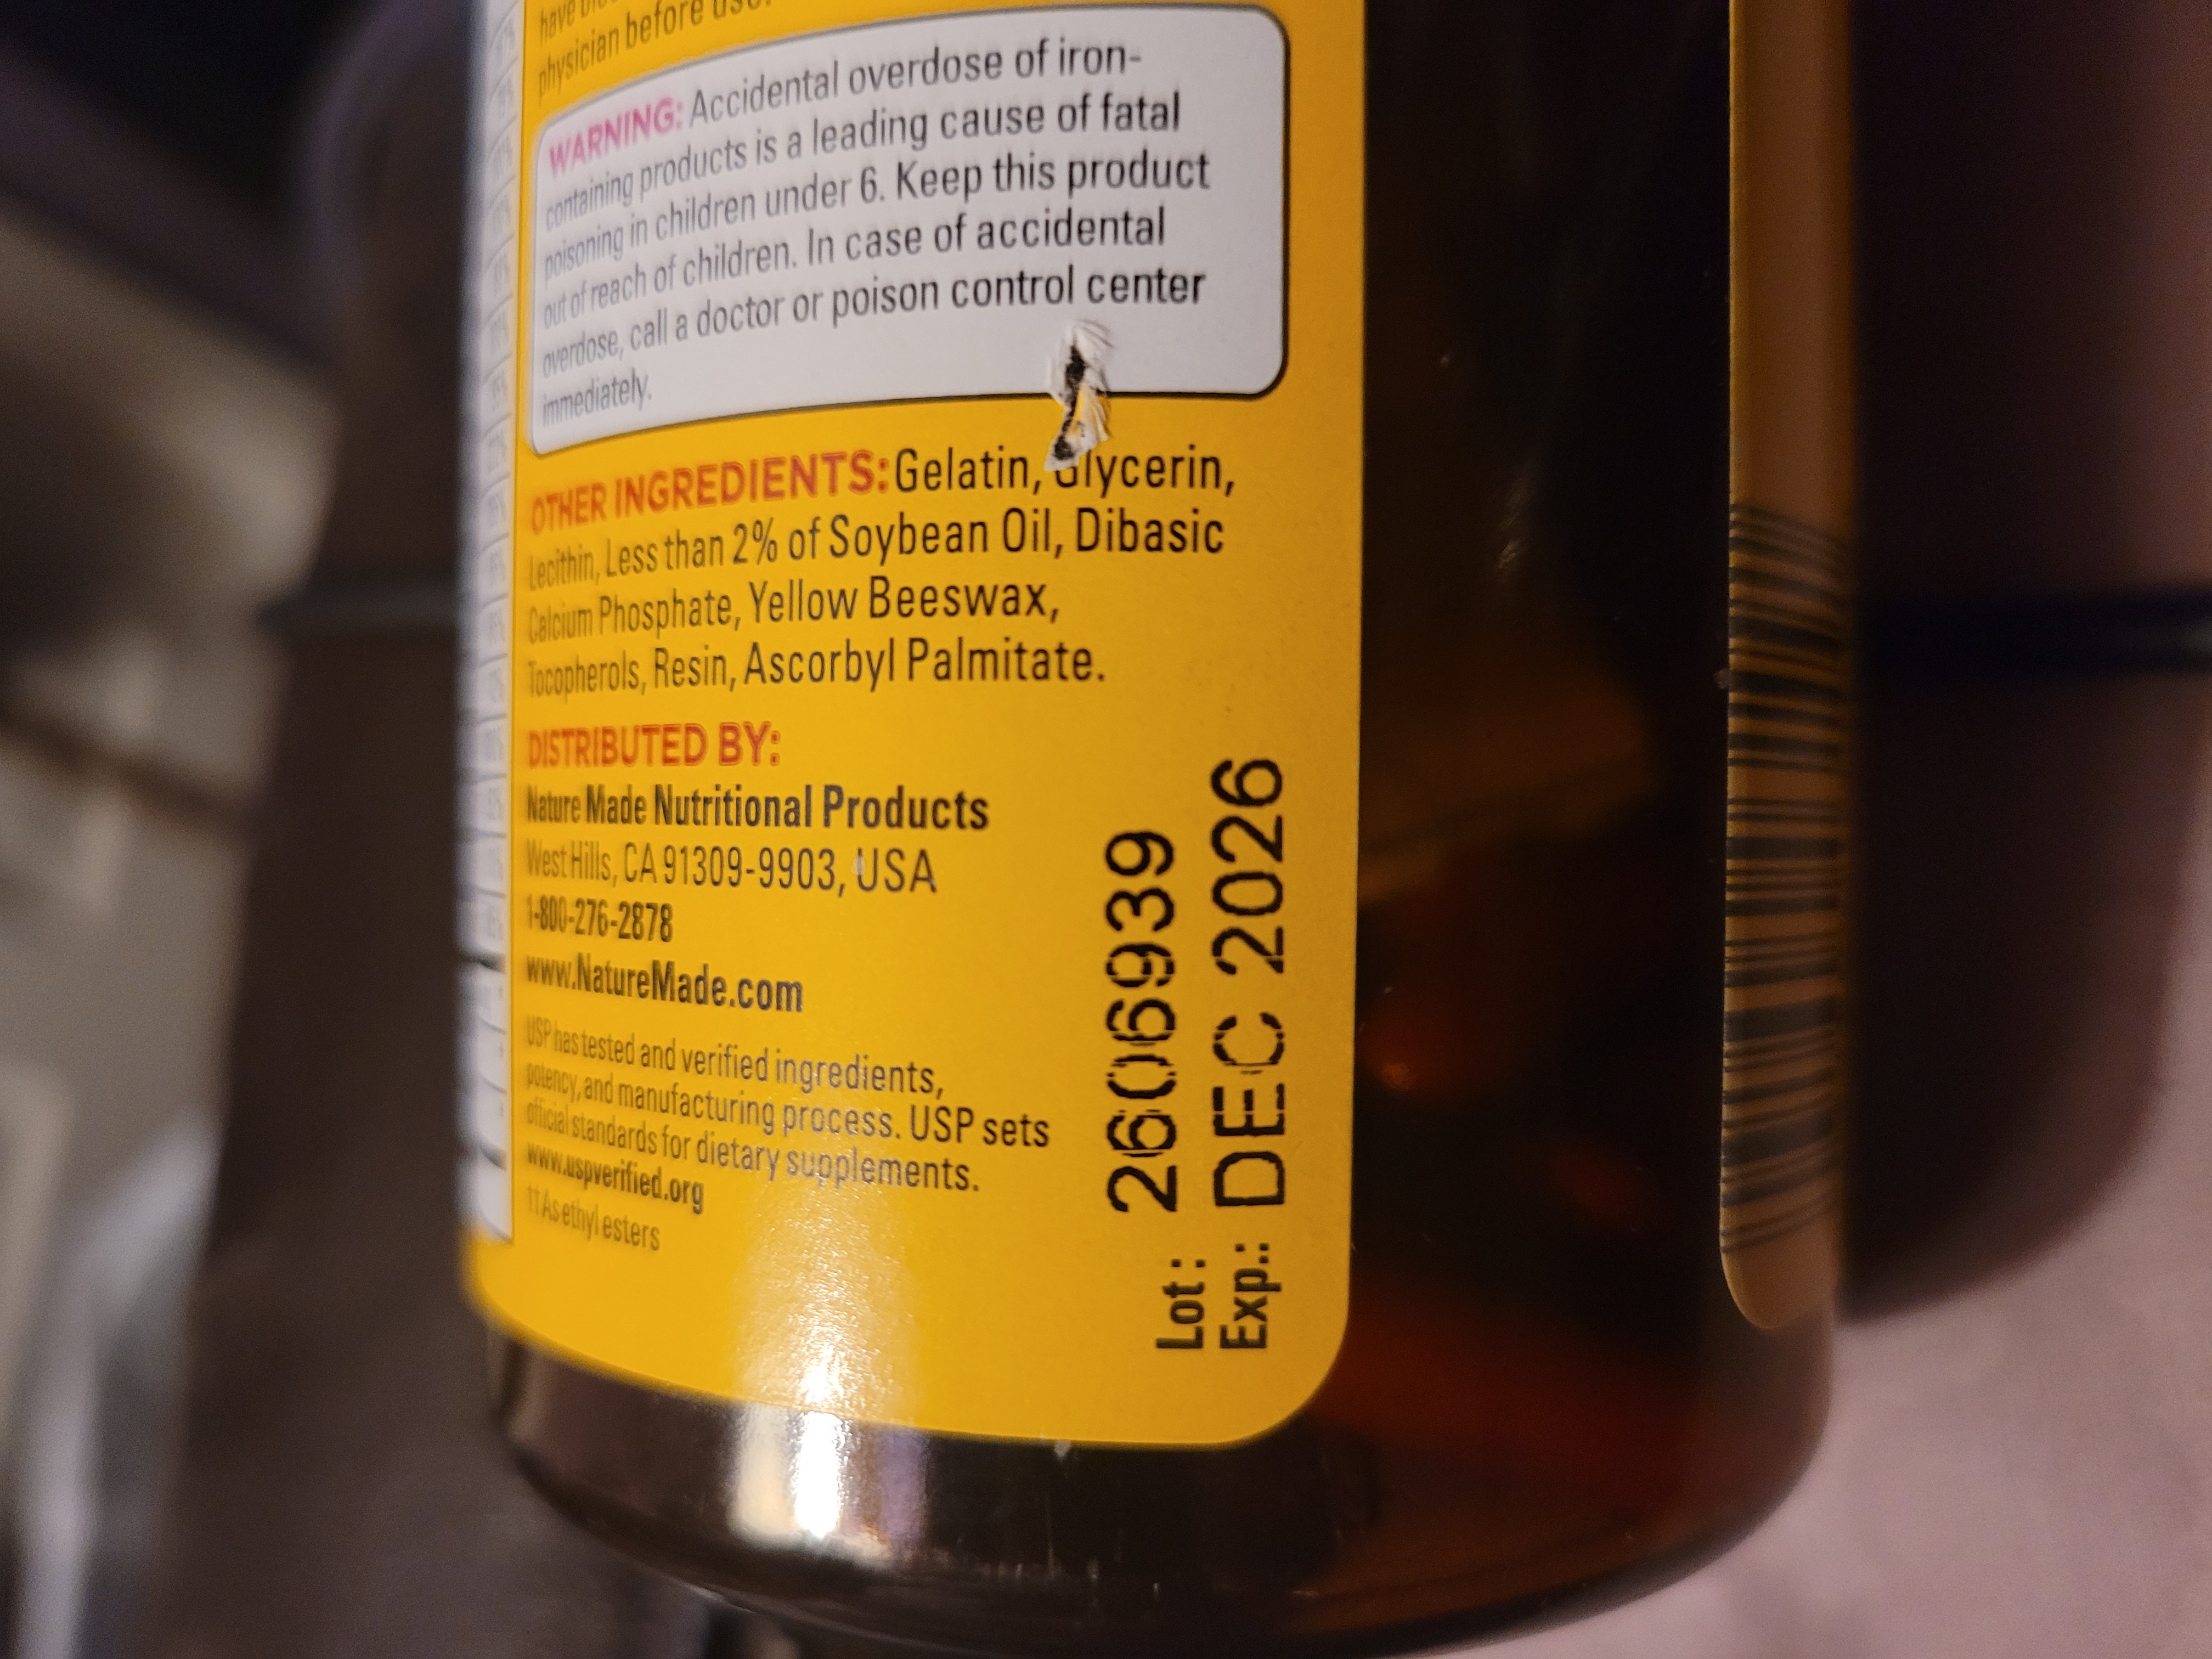 physician before use.
WARNING: Accidental overdose of iron-
containing products is a leading cause of fatal
poisoning in children under 6. Keep this product
out of reach of children. In case of accidental
overdose, call a doctor or poison control center
immediately.
OTHER INGREDIENTS: Gelatin, Glycerin,
Lecithin, Less than 2% of Soybean Oil, Dibasic
Calcium Phosphate, Yellow Beeswax,
Tocopherols, Resin, Ascorbyl Palmitate.
DISTRIBUTED BY:
Nature Made Nutritional Products
West Hills, CA 91309-9903, USA
1-800-276-2878
www.NatureMade.com
USP has tested and verified ingredients,
potency, and manufacturing process. USP sets
official standards for dietary supplements.
www.uspverified.org
†† As ethyl esters
Lot: 2606939
Exp.: DEC 2026